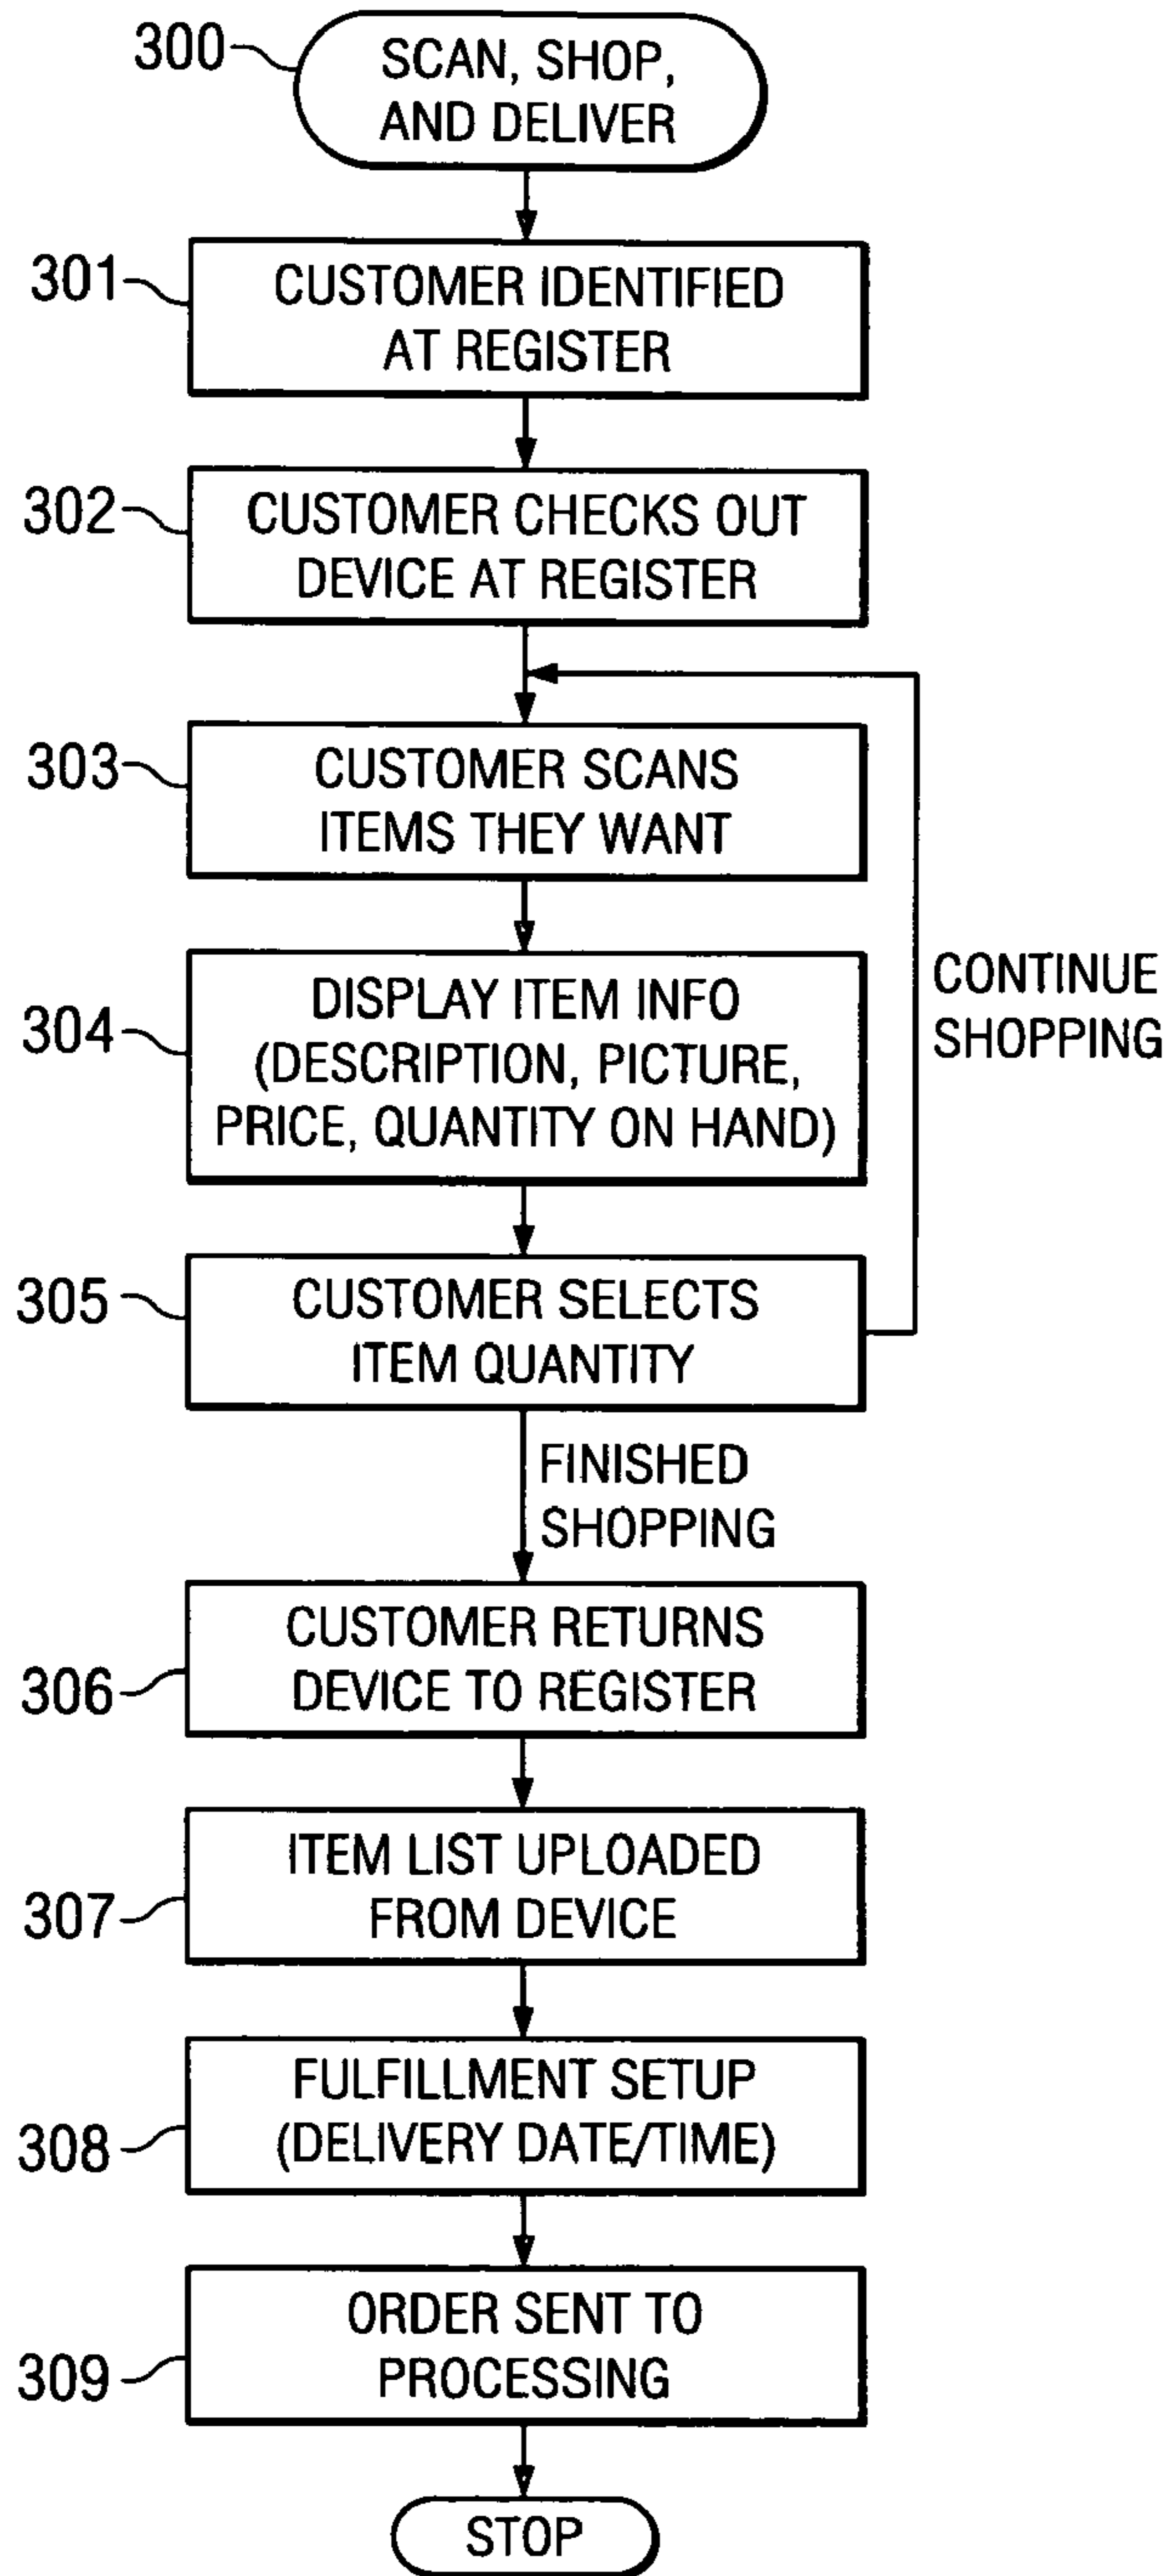 300
SCAN, SHOP,
AND DELIVER
301
CUSTOMER IDENTIFIED
AT REGISTER
302
CUSTOMER CHECKS OUT
DEVICE AT REGISTER
303
CUSTOMER SCANS
ITEMS THEY WANT
304
DISPLAY ITEM INFO
(DESCRIPTION, PICTURE,
PRICE, QUANTITY ON HAND)
CONTINUE
SHOPPING
305
CUSTOMER SELECTS
ITEM QUANTITY
FINISHED
SHOPPING
306
CUSTOMER RETURNS
DEVICE TO REGISTER
307
ITEM LIST UPLOADED
FROM DEVICE
308
FULFILLMENT SETUP
(DELIVERY DATE/TIME)
309
ORDER SENT TO
PROCESSING
STOP